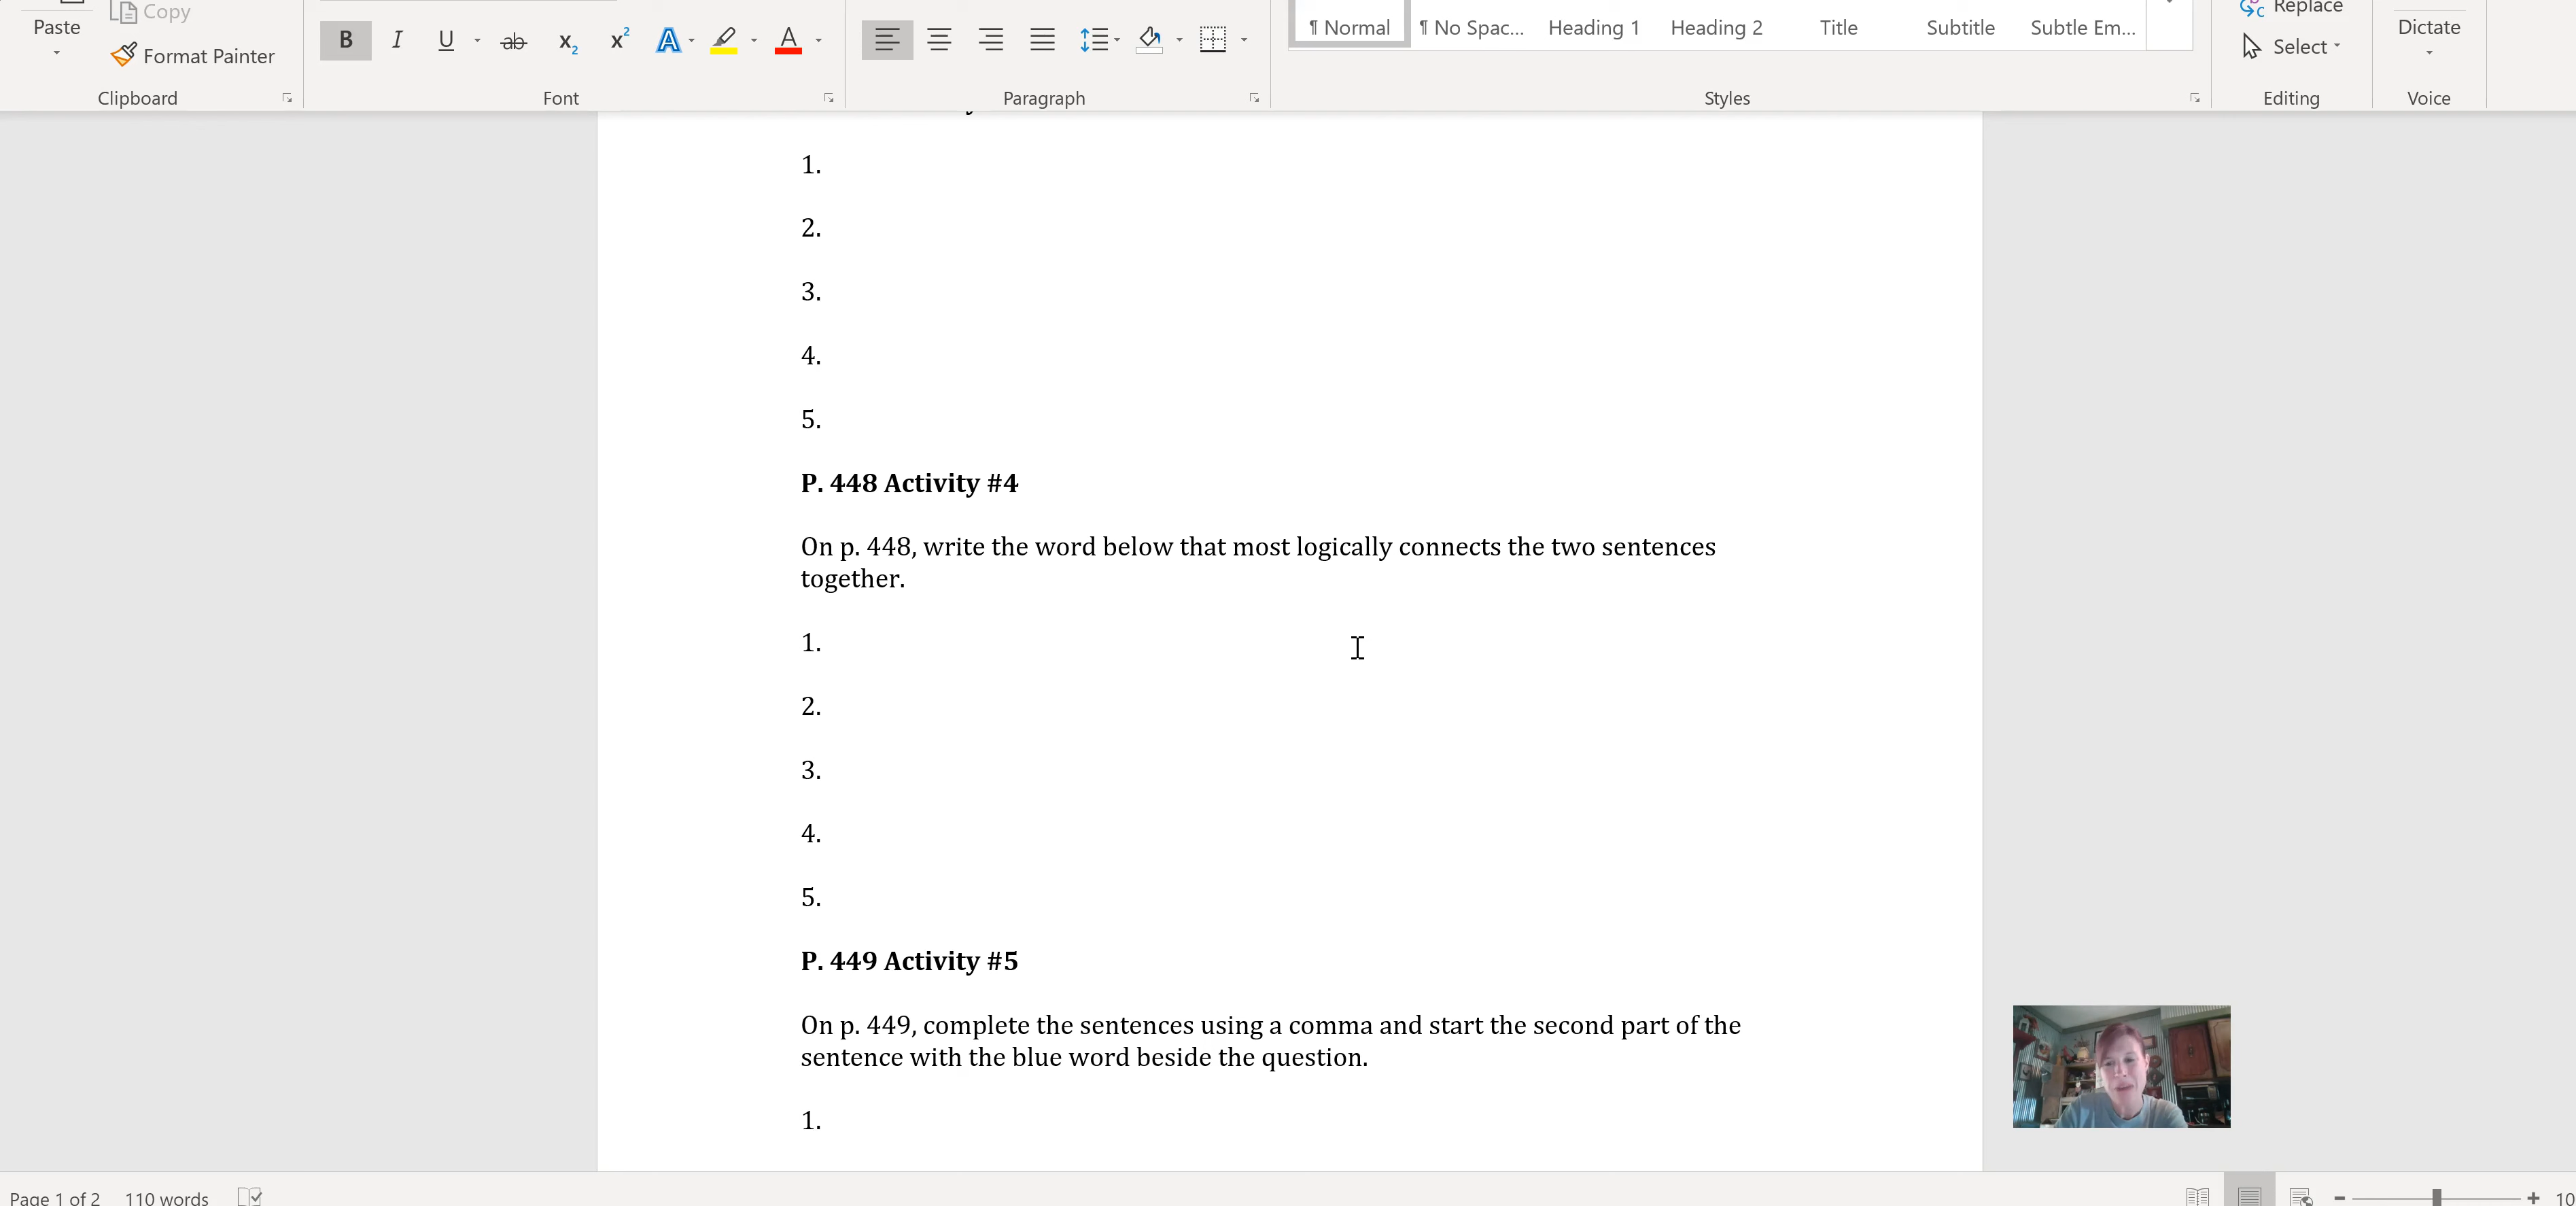 Paste
Copy
Format Painter
Clipboard
B I U ab x2 x2 A A
Font
Paragraph
¶ Normal ¶ No Spac... Heading 1 Heading 2 Title Subtitle Subtle Em...
Styles
Replace
Select
Editing
Dictate
Voice
1.
2.
3.
4.
5.
P. 448 Activity #4
On p. 448, write the word below that most logically connects the two sentences
together.
1.
2.
3.
4.
5.
P. 449 Activity #5
On p. 449, complete the sentences using a comma and start the second part of the
sentence with the blue word beside the question.
1.
Page 1 of 2 110 words
10